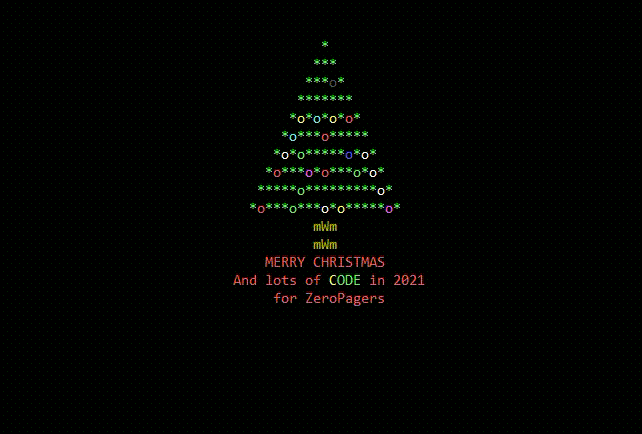 *
***
***o*
*******
*o*o*o*o*
*o***o*****
*o*o*****o*o*
*o***o*o***o*o*
*****o*********o*
*o***o***o*o*****o*
mWm
mWm
MERRY CHRISTMAS
And lots of CODE in 2021
for ZeroPagers